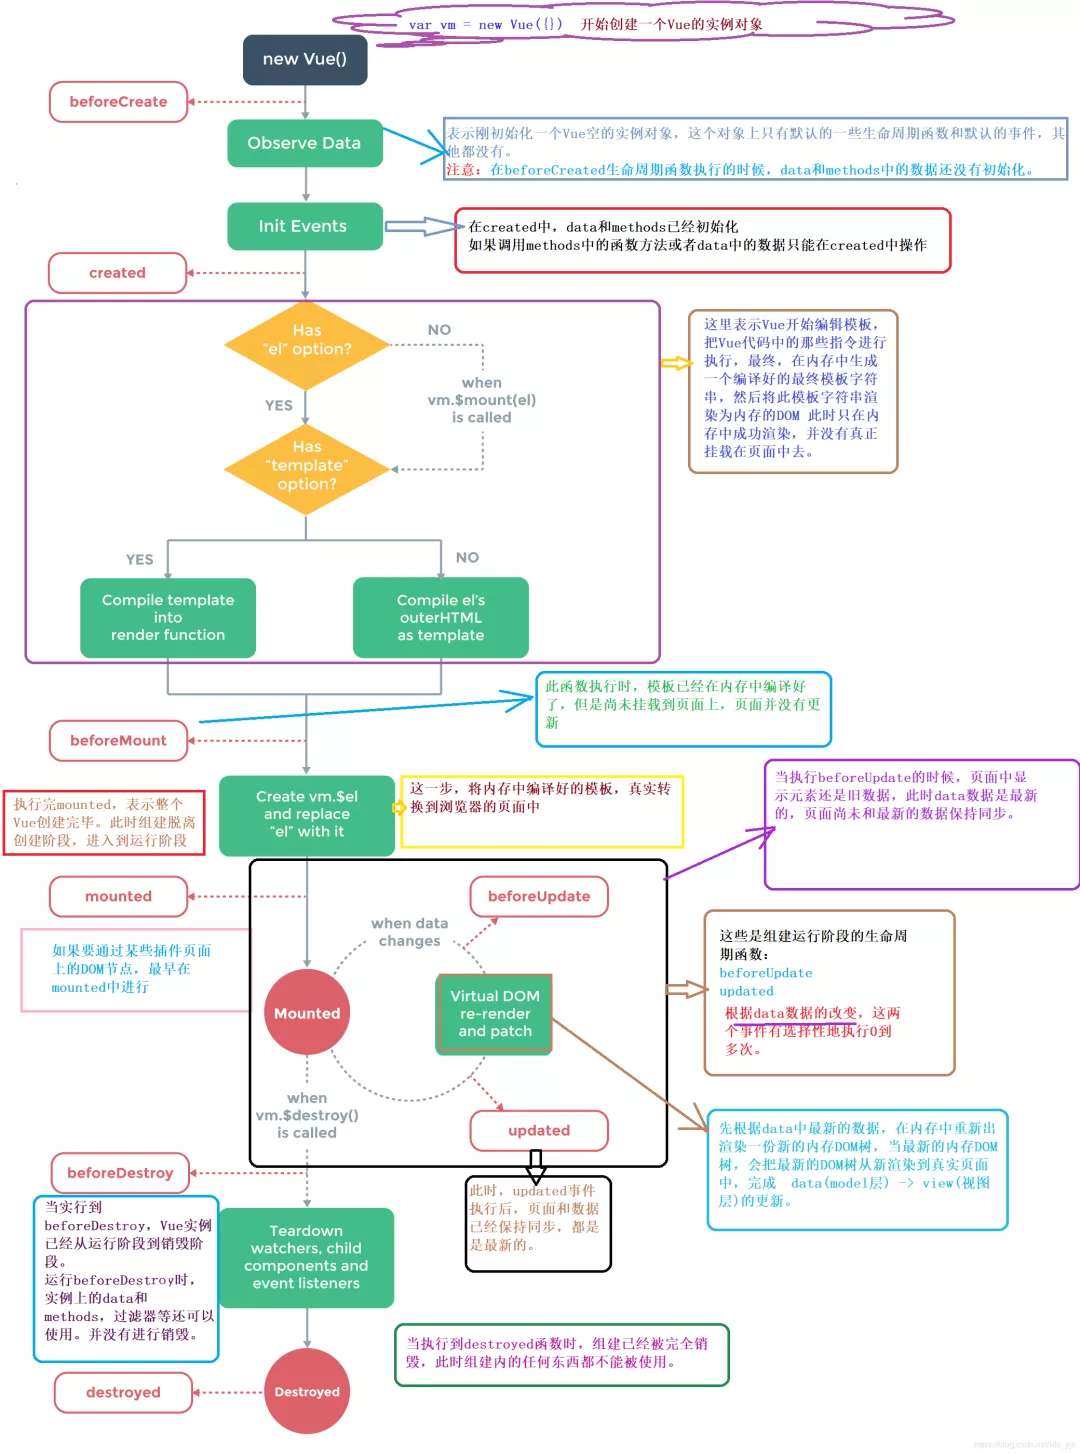 var vm = new Vue({}) 开始创建一个Vue的实例对象
new Vue()
beforeCreate
Observe Data
表示刚初始化一个Vue空的实例对象, 这个对象上只有默认的一些生命周期函数和默认的事件, 其
他都没有。
注意: 在beforeCreated生命周期函数执行的时候, data和methods中的数据还没有初始化。
Init Events
在created中, data和methods已经初始化
如果调用methods中的函数方法或者data中的数据只能在created中操作
created
Has
"el" option?
NO
when
vm.$mount(el)
is called
YES
Has
"template"
option?
这里表示Vue开始编辑模板,
把Vue代码中的那些指令进行
执行, 最终, 在内存中生成
一个编译好的最终模板字符
串, 然后将此模板字符串渲
染为内存的DOM 此时只在内
存中成功渲染, 并没有真正
挂载在页面中去。
YES
NO
Compile template
into
render function
Compile el's
outerHTML
as template
此函数执行时, 模板已经在内存中编译好
了, 但是尚未挂载到页面上, 页面并没有更
新
beforeMount
Create vm.$el
and replace
"el" with it
这一步, 将内存中编译好的模板, 真实转
换到浏览器的页面中
当执行beforeUpdate的时候, 页面中显
示元素还是旧数据, 此时data数据是最新
的, 页面尚未和最新的数据保持同步。
执行完mounted, 表示整个
Vue创建完毕。此时组建脱离
创建阶段, 进入到运行阶段
mounted
beforeUpdate
when data
changes
如果要通过某些插件页面
上的DOM节点, 最早在
mounted中进行
Mounted
Virtual DOM
re-render
and patch
这些是组建运行阶段的生命周
期函数:
beforeUpdate
updated
根据data数据的改变, 这两
个事件有选择性地执行0到
多次。
when
vm.$destroy()
is called
updated
先根据data中最新的数据, 在内存中重新出
渲染一份新的内存DOM树, 当最新的内存DOM
树, 会把最新的DOM树从新渲染到真实页面
中, 完成 data(model层) -> view(视图
层)的更新。
beforeDestroy
此时, updated事件
执行后, 页面和数据
已经保持同步, 都是
是最新的。
当实行到
beforeDestroy, Vue实例
已经从运行阶段到销毁阶
段。
运行beforeDestroy时,
实例上的data和
methods, 过滤器等还可以
使用。并没有进行销毁。
Teardown
watchers, child
components and
event listeners
当执行到destroyed函数时, 组建已经被完全销
毁, 此时组建内的任何东西都不能被使用。
destroyed
Destroyed